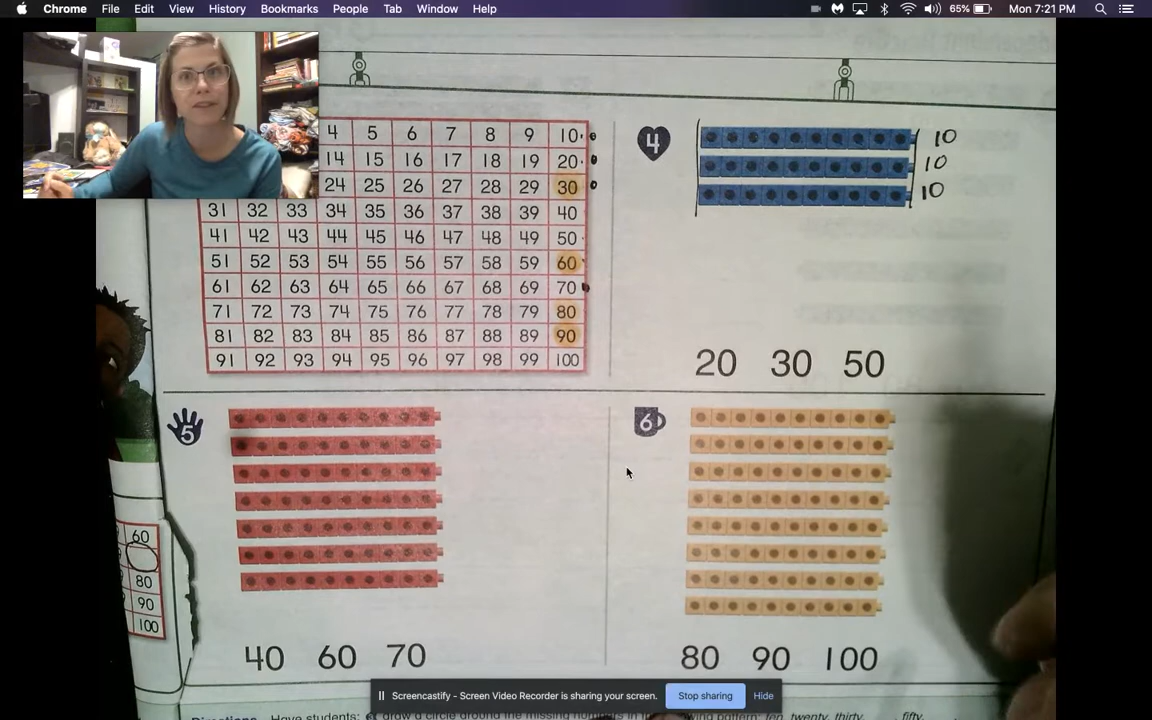 Chrome File Edit View History Bookmarks People Tab Window Help 65% Mon 7:21 PM
4 5 6 7 8 9 10
14 15 16 17 18 19 20
24 25 26 27 28 29 30
31 32 33 34 35 36 37 38 39 40
41 42 43 44 45 46 47 48 49 50
51 52 53 54 55 56 57 58 59 60
61 62 63 64 65 66 67 68 69 70
71 72 73 74 75 76 77 78 79 80
81 82 83 84 85 86 87 88 89 90
91 92 93 94 95 96 97 98 99 100
4
10
10
10
20 30 50
5
40 60 70
6
80 90 100
60
80
90
100
Screencastify - Screen Video Recorder is sharing your screen. Stop sharing Hide
Directions Have students: draw a circle around the missing numbers in